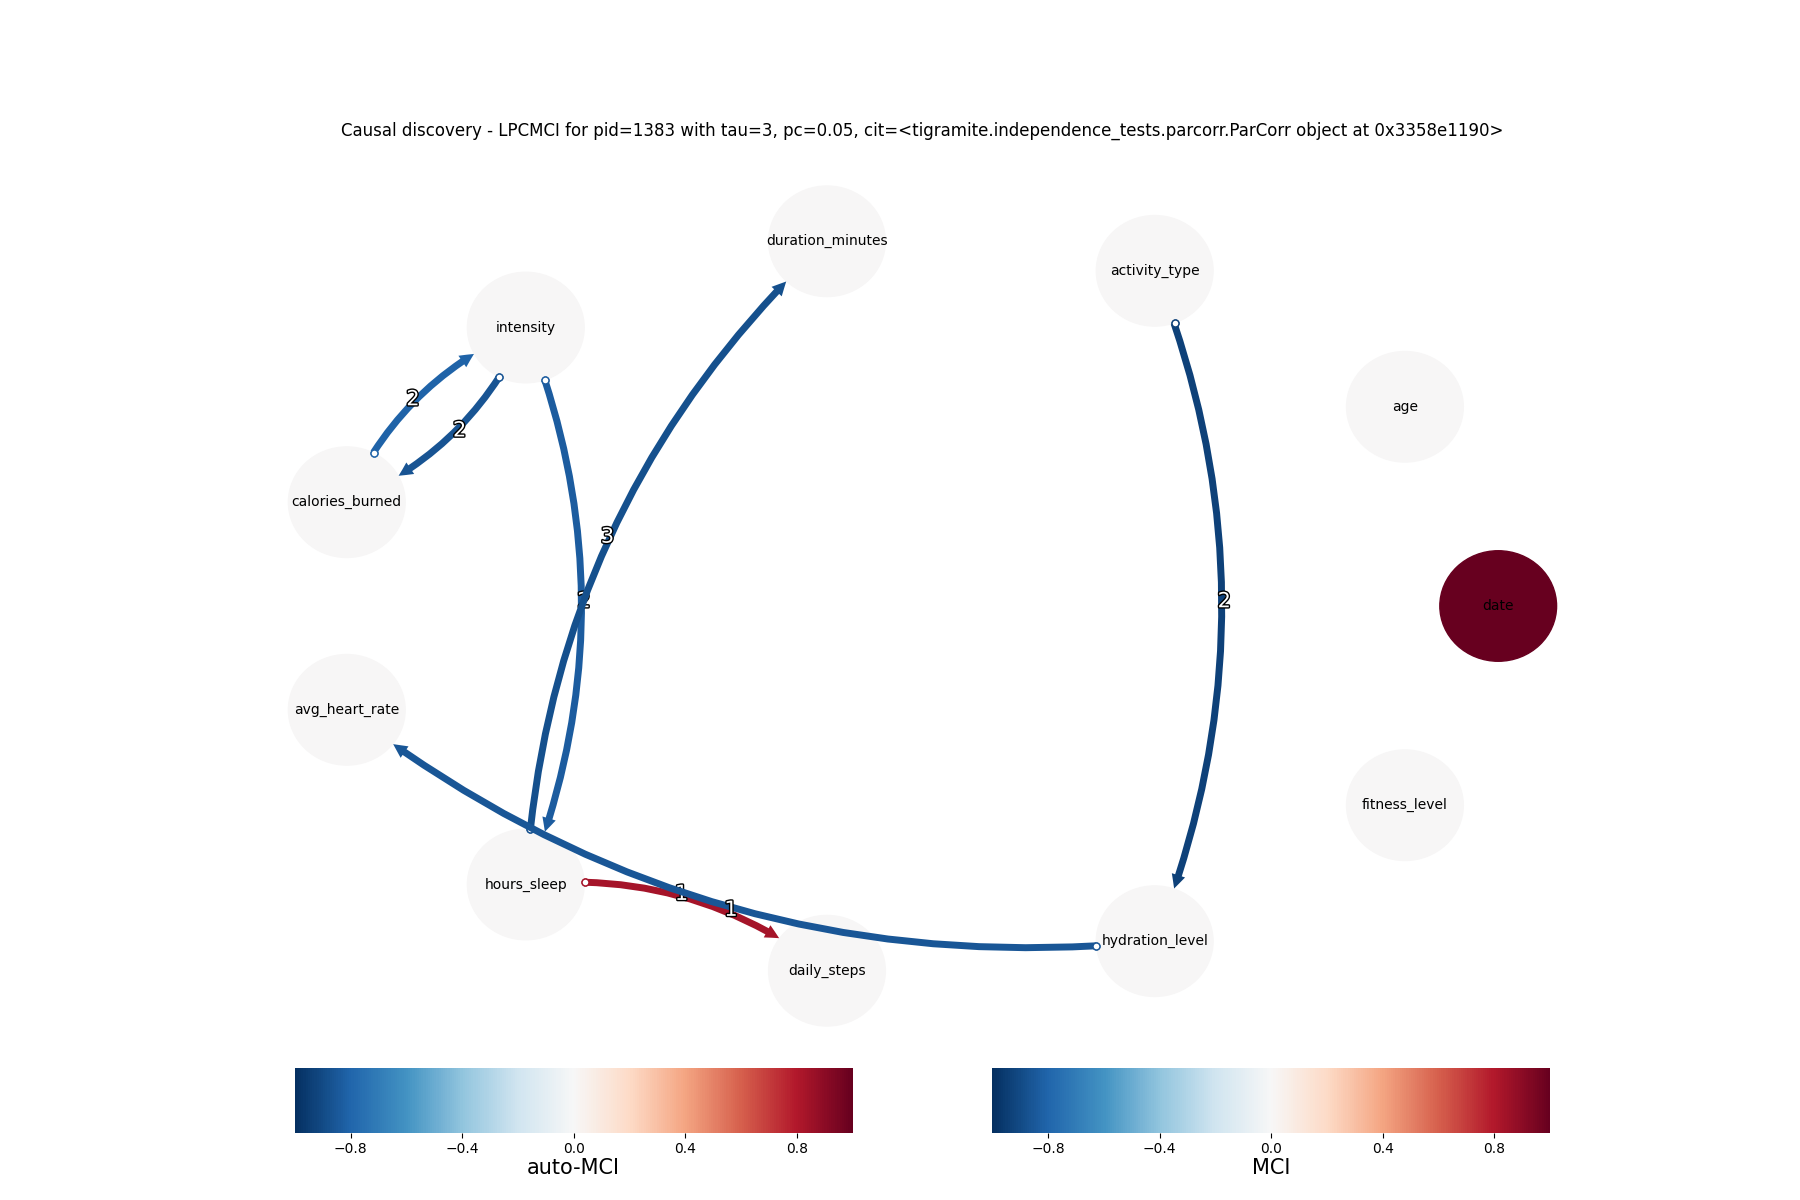 Causal discovery - LPCMCI for pid=1383 with tau=3, pc=0.05, cit=<tigramite.independence_tests.parcorr.ParCorr object at 0x3358e1190>
duration_minutes
activity_type
intensity
age
2
2
calories_burned
3
2
date
avg_heart_rate
fitness_level
hours_sleep
1
1
hydration_level
daily_steps
−0.8 −0.4 0.0 0.4 0.8
auto-MCI
−0.8 −0.4 0.0 0.4 0.8
MCI